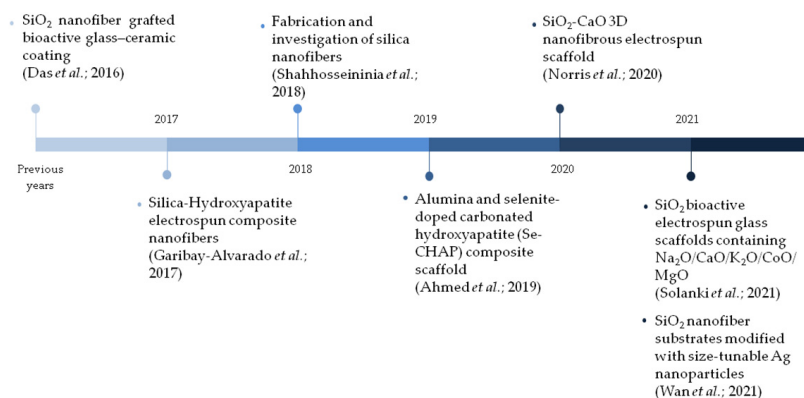 SiO₂ nanofiber grafted
bioactive glass–ceramic
coating
(Das et al.; 2016)
Fabrication and
investigation of silica
nanofibers
(Shahhosseininia et al.;
2018)
SiO₂-CaO 3D
nanofibrous electrospun
scaffold
(Norris et al.; 2020)
2017
2019
2021
Previous
years
2018
2020
Silica-Hydroxyapatite
electrospun composite
nanofibers
(Garibay-Alvarado et al.;
2017)
Alumina and selenite-
doped carbonated
hydroxyapatite (Se-
CHAP) composite
scaffold
(Ahmed et al.; 2019)
SiO₂ bioactive
electrospun glass
scaffolds containing
Na₂O/CaO/K₂O/CoO/
MgO
(Solanki et al.; 2021)
SiO₂ nanofiber
substrates modified
with size-tunable Ag
nanoparticles
(Wan et al.; 2021)